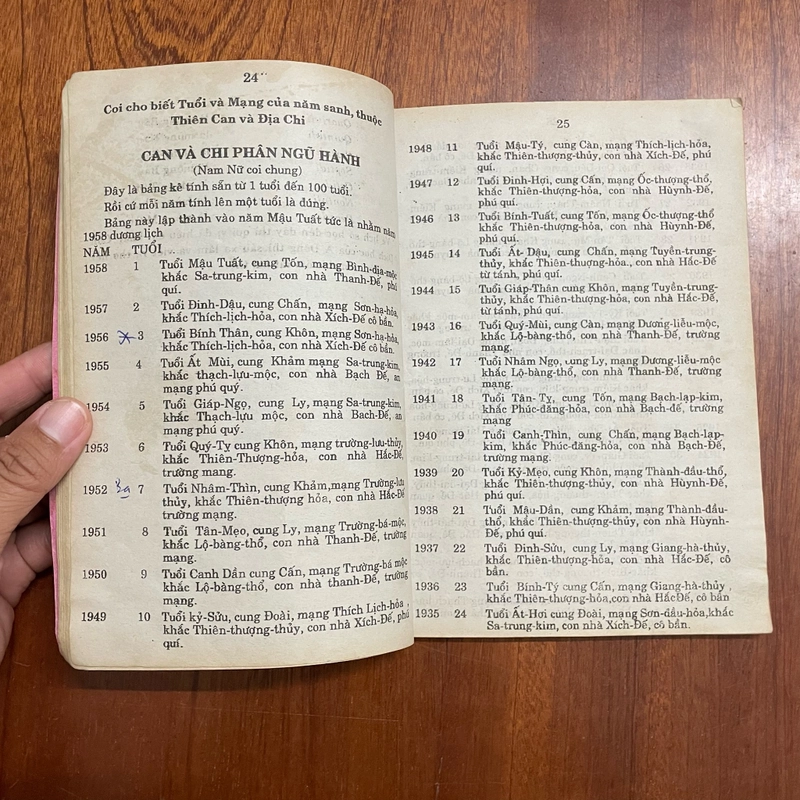 24
Coi cho biết Tuổi và Mạng của năm sanh, thuộc
Thiên Can và Địa Chi
CAN VÀ CHI PHÂN NGŨ HÀNH
(Nam Nữ coi chung)
Đây là bảng kê tính sẵn từ 1 tuổi đến 100 tuổi.
Rồi cứ mỗi năm tính lên một tuổi là đúng.
Bảng này lập thành vào năm Mậu Tuất tức là nhằm năm
1958 dương lịch
NĂM ... TUỔI ...
1958 1 Tuổi Mậu Tuất, cung Tốn, mạng Bình-địa-mộc
khắc Sa-trung-kim, con nhà Thanh-Đế, phú
quí.
1957 2 Tuổi Đinh-Dậu, cung Chấn, mạng Sơn-hạ-hỏa,
khắc Thích-lịch-hỏa, con nhà Xích-Đế cô bần.
1956 3 Tuổi Bính Thân, cung Khôn, mạng Sơn-hạ-hỏa,
khắc Thích-lịch-hỏa, con nhà Xích-Đế cô bần.
1955 4 Tuổi Ất Mùi, cung Khảm mạng Sa-trung-kim,
khắc thạch-lựu-mộc, con nhà Bạch Đế, an
mạng phú quý.
1954 5 Tuổi Giáp-Ngọ, cung Ly, mạng Sa-trung-kim,
khắc Thạch-lựu mộc, con nhà Bạch-Đế, an
mạng phú quý.
1953 6 Tuổi Quý-Tỵ cung Khôn, mạng trường-lưu-thủy,
khắc Thiên-Thượng-hỏa, con nhà Hắc-Đế,
trường mạng.
1952 7 Tuổi Nhâm-Thìn, cung Khảm,mạng Trường-lưu
thủy, khắc Thiên-thượng hỏa, con nhà Hắc-Đế
trường mạng.
1951 8 Tuổi Tân-Mẹo, cung Ly, mạng Trường-bá-mộc,
khắc Lộ-bàng-thổ, con nhà Thanh-Đế, trường
mạng.
1950 9 Tuổi Canh Dần cung Cấn, mạng Trường-bá mộc
khắc Lộ-bàng-thổ, con nhà thanh-Đế, trường
mạng.
1949 10 Tuổi kỷ-Sửu, cung Đoài, mạng Thích Lịch-hỏa,
khắc Thiên-thượng-thủy, con nhà Xích-Đế, phú
quí.
25
1948 11 Tuổi Mậu-Tý, cung Càn, mạng Thích-lịch-hỏa,
khắc Thiên-thượng-thủy, con nhà Xích-Đế, phú
quí.
1947 12 Tuổi Đinh-Hợi, cung Cấn, mạng Ốc-thượng-thổ,
khắc Thiên-thượng-hỏa, con nhà Hùynh-Đế, phú
quí.
1946 13 Tuổi Bính-Tuất, cung Tốn, mạng Ốc-thượng-thổ
khắc Thiên-thượng-hỏa, con nhà Hùynh-Đế,
phú quí.
1945 14 Tuổi Ất-Dậu, cung Chấn, mạng Tuyền-trung-
thủy, khắc Thiên-thượng-hỏa, con nhà Hắc-Đế
từ tánh, phú quí.
1944 15 Tuổi Giáp-Thân cung Khôn, mạng Tuyền-trung-
thủy, khắc Thiên-thượng-hỏa, con nhà Hắc-Đế,
từ tánh, phú quí.
1943 16 Tuổi Quý-Mùi, cung Càn, mạng Dương-liễu-mộc,
khắc Lộ-bàng-thổ, con nhà Thanh-Đế, trường
mạng.
1942 17 Tuổi Nhâm Ngọ, cung Ly, mạng Dương-liễu-mộc
khắc Lộ-bàng-thổ, con nhà Thanh-Đế, trường
mạng.
1941 18 Tuổi Tân-Tỵ, cung Tốn, mạng Bạch-lạp-kim,
khắc Phúc-đăng-hỏa, con nhà Bạch-đế, trường
mạng
1940 19 Tuổi Canh-Thìn, cung Chấn, mạng Bạch-lạp-
kim, khắc Phúc-đăng-hỏa, con nhà Bạch-Đế,
trường mạng.
1939 20 Tuổi Kỷ-Mẹo, cung Khôn, mạng Thành-đầu-thổ,
khắc Thiên-thượng-thủy, con nhà Hùynh-Đế,
phú quí.
1938 21 Tuổi Mậu-Dần, cung Khảm, mạng Thành-đầu
thổ, khắc Thiên-thượng-thủy, con nhà Hùynh-
Đế, phú quí.
1937 22 Tuổi Đinh-Sửu, cung Ly, mạng Giang-hà-thủy,
khắc Thiên-thượng-hỏa, con nhà Hắc-Đế, cô
bần.
1936 23 Tuổi Bính-Tý cung Cấn, mạng Giang-hà-thủy,
khắc Thiên-thượng-hỏa,con nhà Hắc-Đế, cô bần
1935 24 Tuổi Ất-Hợi cung Đoài, mạng Sơn-đầu-hỏa,khắc
Sa-trung-kim, con nhà Xích-Đế, cô bần.